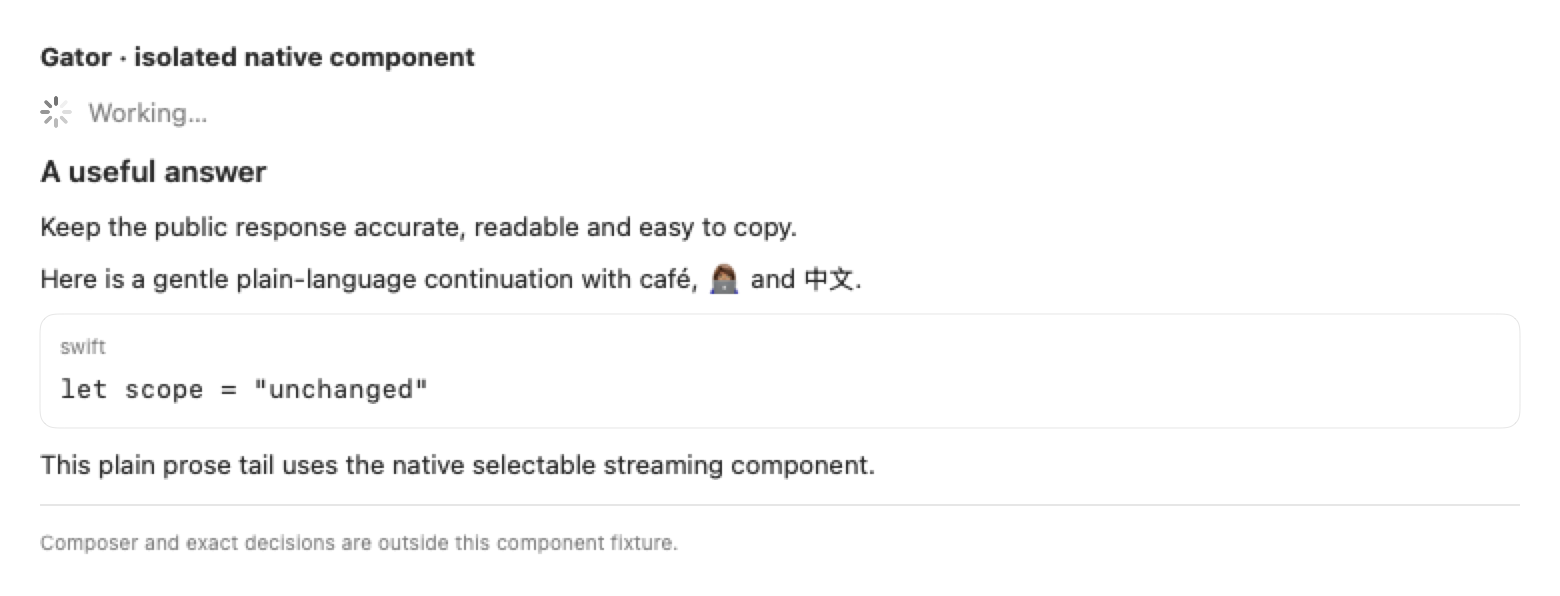 Gator · isolated native component
Working...
A useful answer
Keep the public response accurate, readable and easy to copy.
Here is a gentle plain-language continuation with café, 👩🏽‍💻 and 中文.
swift
let scope = "unchanged"
This plain prose tail uses the native selectable streaming component.
Composer and exact decisions are outside this component fixture.